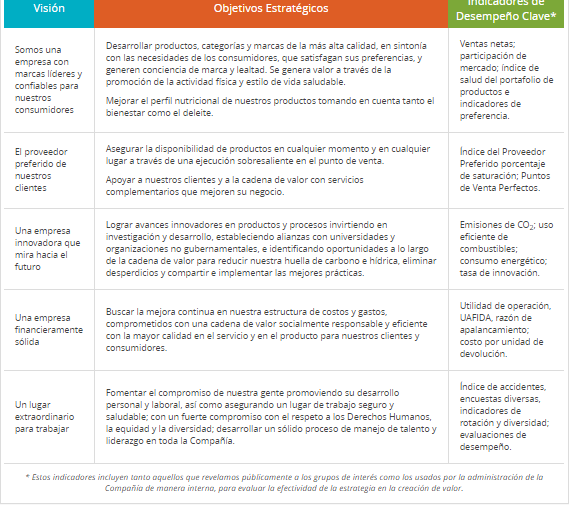 Visión
Objetivos Estratégicos
Indicadores de
Desempeño Clave*
Somos una
empresa con
marcas líderes y
confiables para
nuestros
consumidores
Desarrollar productos, categorías y marcas de la más alta calidad, en sintonía
con las necesidades de los consumidores, que satisfagan sus preferencias, y
generen conciencia de marca y lealtad. Se genera valor a través de la
promoción de la actividad física y estilo de vida saludable.
Mejorar el perfil nutricional de nuestros productos tomando en cuenta tanto el
bienestar como el deleite.
Ventas netas;
participación de
mercado; índice de
salud del portafolio de
productos e
indicadores de
preferencia.
El proveedor
preferido de
nuestros
clientes
Asegurar la disponibilidad de productos en cualquier momento y en cualquier
lugar a través de una ejecución sobresaliente en el punto de venta.
Apoyar a nuestros clientes y a la cadena de valor con servicios
complementarios que mejoren su negocio.
Índice del Proveedor
Preferido porcentaje
de saturación; Puntos
de Venta Perfectos.
Una empresa
innovadora que
mira hacia el
futuro
Lograr avances innovadores en productos y procesos invirtiendo en
investigación y desarrollo, estableciendo alianzas con universidades y
organizaciones no gubernamentales, e identificando oportunidades a lo largo
de la cadena de valor para reducir nuestra huella de carbono e hídrica, eliminar
desperdicios y compartir e implementar las mejores prácticas.
Emisiones de CO₂; uso
eficiente de
combustibles;
consumo energético;
tasa de innovación.
Una empresa
financieramente
sólida
Buscar la mejora continua en nuestra estructura de costos y gastos,
comprometidos con una cadena de valor socialmente responsable y eficiente
con la mayor calidad en el servicio y en el producto para nuestros clientes y
consumidores.
Utilidad de operación,
UAFIDA, razón de
apalancamiento;
costo por unidad de
devolución.
Un lugar
extraordinario
para trabajar
Fomentar el compromiso de nuestra gente promoviendo su desarrollo
personal y laboral, así como asegurando un lugar de trabajo seguro y
saludable; con un fuerte compromiso con el respeto a los Derechos Humanos,
la equidad y la diversidad; desarrollar un sólido proceso de manejo de talento y
liderazgo en toda la Compañía.
Índice de accidentes,
encuestas diversas,
indicadores de
rotación y diversidad;
evaluaciones de
desempeño.
* Estos indicadores incluyen tanto aquellos que revelamos públicamente a los grupos de interés como los usados por la administración de la
Compañía de manera interna, para evaluar la efectividad de la estrategia en la creación de valor.